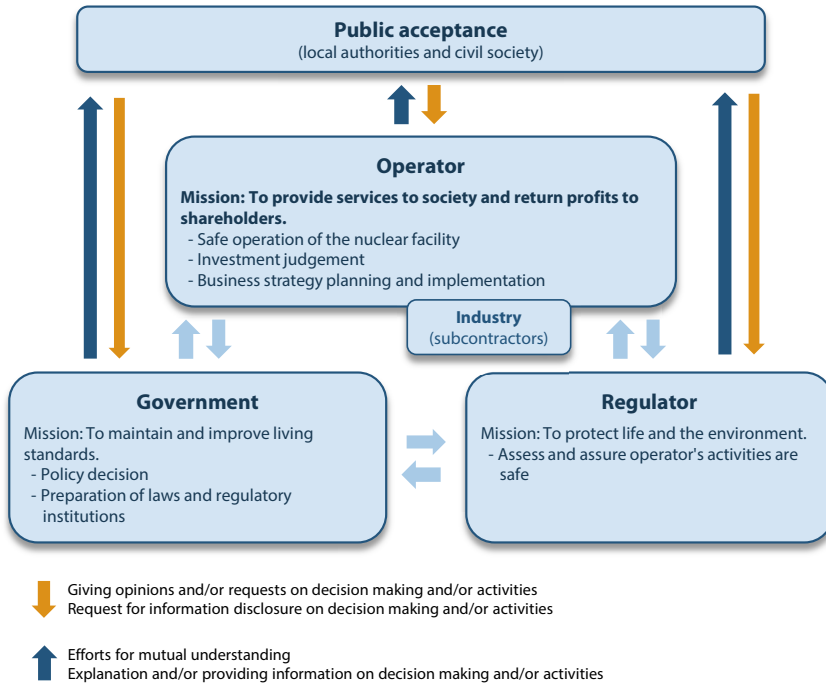 Public acceptance
(local authorities and civil society)
Operator
Mission: To provide services to society and return profits to
shareholders.
- Safe operation of the nuclear facility
- Investment judgement
- Business strategy planning and implementation
Industry
(subcontractors)
Government
Mission: To maintain and improve living
standards.
- Policy decision
- Preparation of laws and regulatory
institutions
Regulator
Mission: To protect life and the environment.
- Assess and assure operator's activities are
safe
Giving opinions and/or requests on decision making and/or activities
Request for information disclosure on decision making and/or activities
Efforts for mutual understanding
Explanation and/or providing information on decision making and/or activities